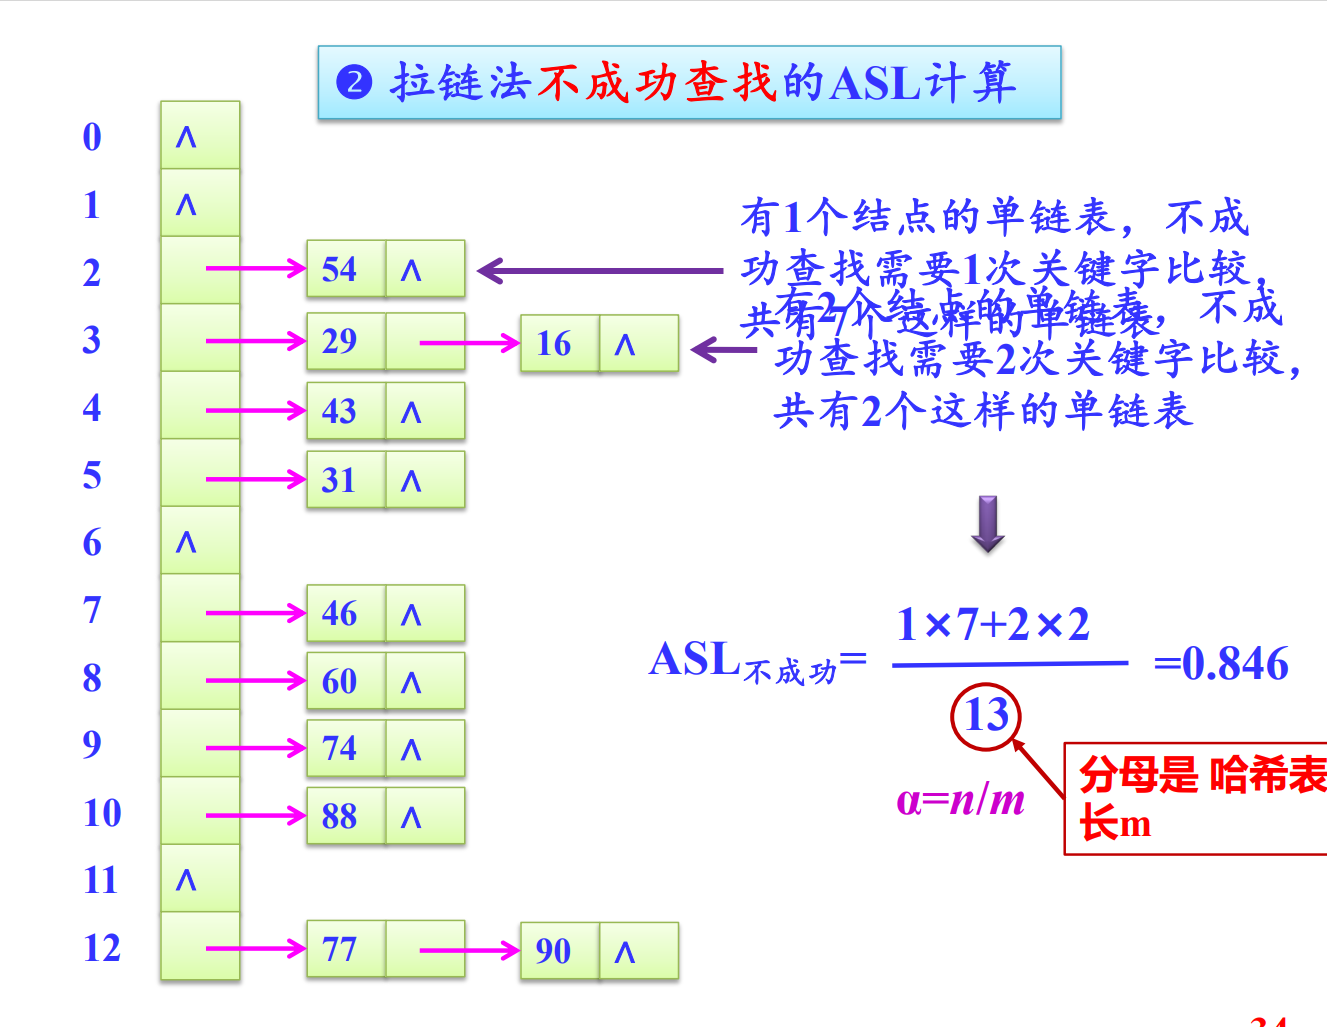 ❷ 拉链法不成功查找的ASL计算
0 ∧
1 ∧
2 54 ∧
3 29 16 ∧
4 43 ∧
5 31 ∧
6 ∧
7 46 ∧
8 60 ∧
9 74 ∧
10 88 ∧
11 ∧
12 77 90 ∧
有1个结点的单链表，不成
功查找需要1次关键字比较，
共有7个这样的单链表
有2个结点的单链表，不成
功查找需要2次关键字比较，
共有2个这样的单链表
1×7+2×2
ASL不成功= =0.846
13
α=n/m
分母是 哈希表
长m
34